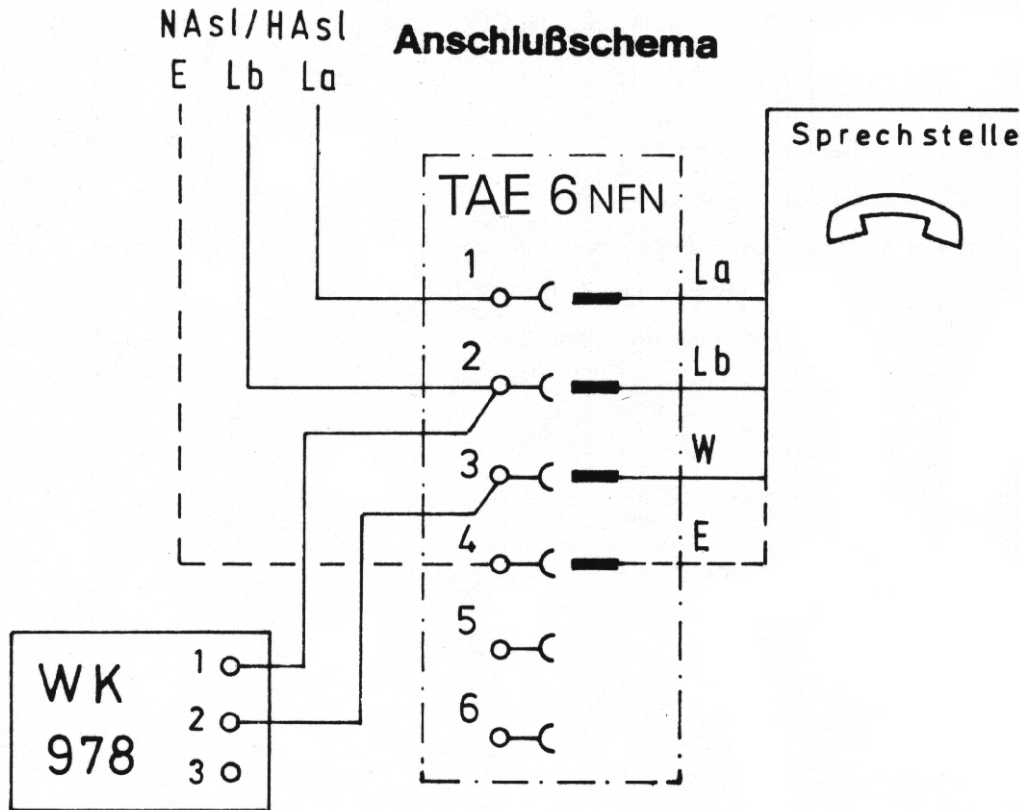 NAsl/HAsl
Anschlußschema
E Lb La
Sprechstelle
TAE 6 NFN
1
La
2
Lb
3
W
4
E
5
6
WK
978
1
2
3